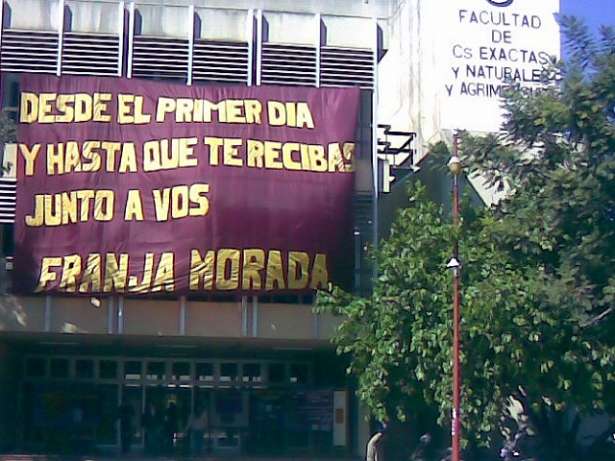 DESDE EL PRIMER DIA
Y HASTA QUE TE RECIBAS
JUNTO A VOS
FRANJA MORADA
FACULTAD
DE
Cs EXACTAS
Y NATURALES
Y AGRIMENSURA